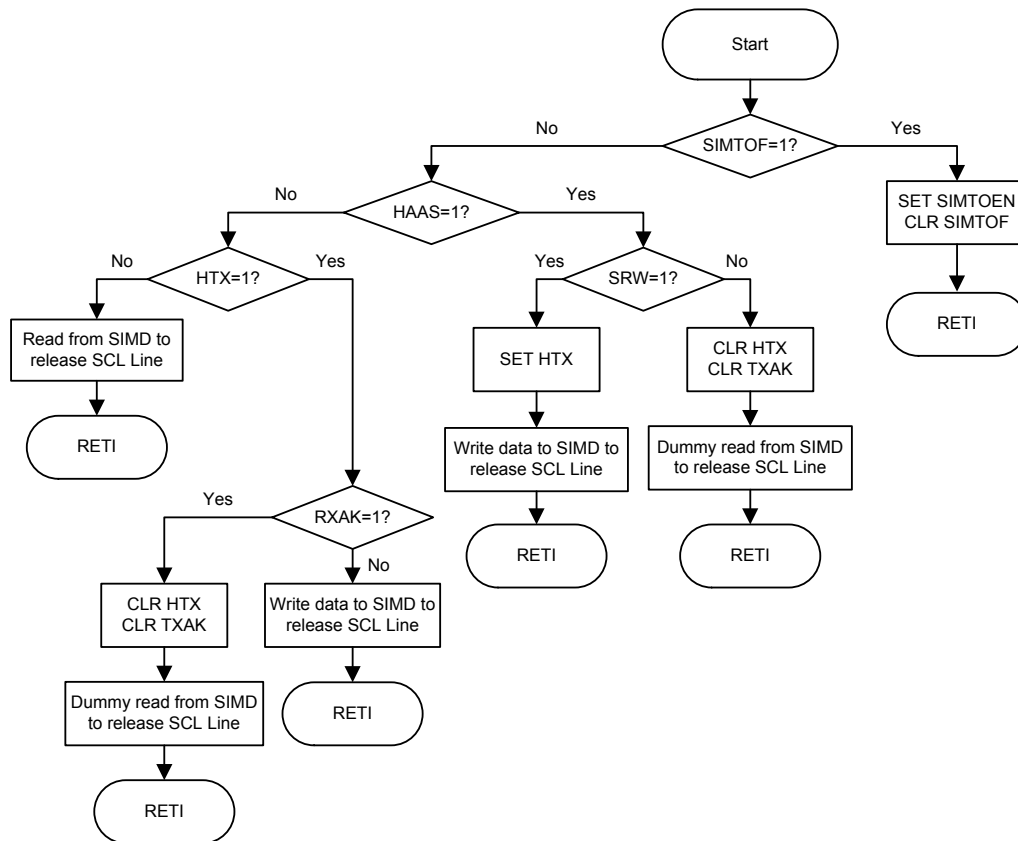 Start
No
Yes
SIMTOF=1?
No
Yes
HAAS=1?
SET SIMTOEN
CLR SIMTOF
No
Yes
HTX=1?
Yes
No
SRW=1?
RETI
Read from SIMD to
release SCL Line
SET HTX
CLR HTX
CLR TXAK
RETI
Write data to SIMD to
release SCL Line
Dummy read from SIMD
to release SCL Line
Yes
RXAK=1?
No
RETI
RETI
CLR HTX
CLR TXAK
Write data to SIMD to
release SCL Line
Dummy read from SIMD
to release SCL Line
RETI
RETI